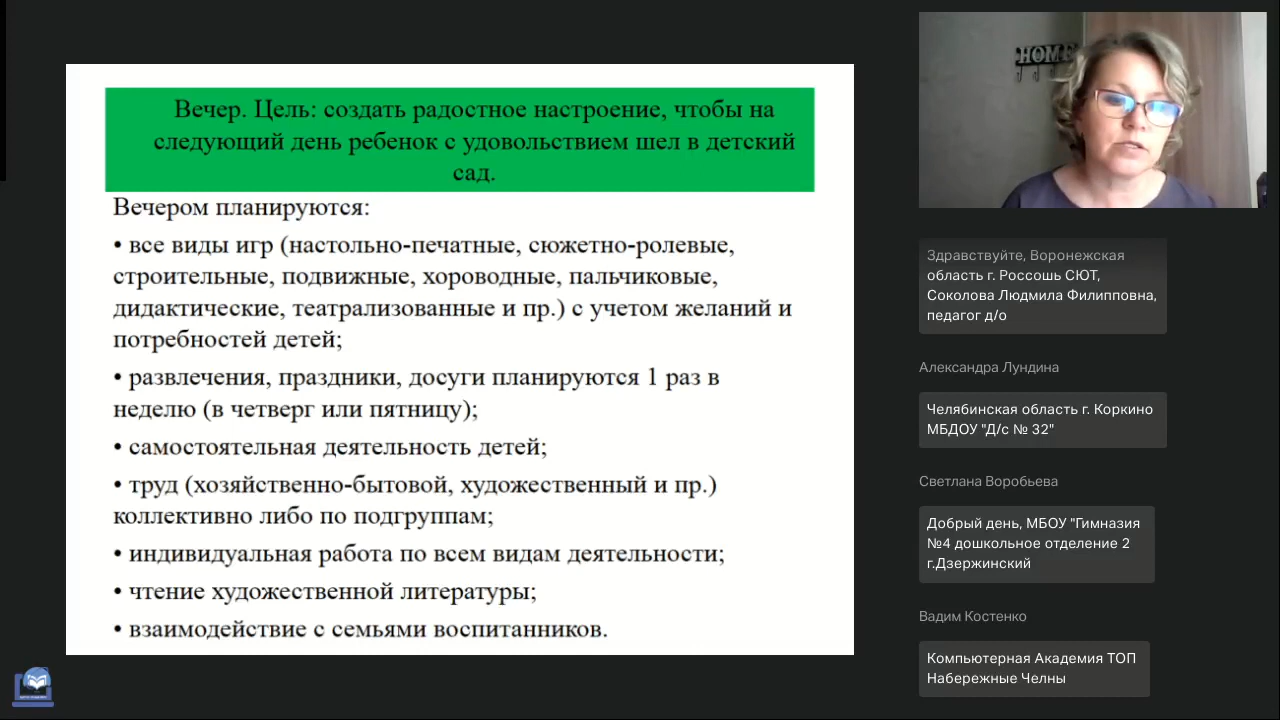 Вечер. Цель: создать радостное настроение, чтобы на
следующий день ребенок с удовольствием шел в детский
сад.
Вечером планируются:
• все виды игр (настольно-печатные, сюжетно-ролевые,
строительные, подвижные, хороводные, пальчиковые,
дидактические, театрализованные и пр.) с учетом желаний и
потребностей детей;
• развлечения, праздники, досуги планируются 1 раз в
неделю (в четверг или пятницу);
• самостоятельная деятельность детей;
• труд (хозяйственно-бытовой, художественный и пр.)
коллективно либо по подгруппам;
• индивидуальная работа по всем видам деятельности;
• чтение художественной литературы;
• взаимодействие с семьями воспитанников.
HOME
Здравствуйте, Воронежская
область г. Россошь СЮТ,
Соколова Людмила Филипповна,
педагог д/о
Александра Лундина
Челябинская область г. Коркино
МБДОУ "Д/с № 32"
Светлана Воробьева
Добрый день, МБОУ "Гимназия
№4 дошкольное отделение 2
г.Дзержинский
Вадим Костенко
Компьютерная Академия ТОП
Набережные Челны